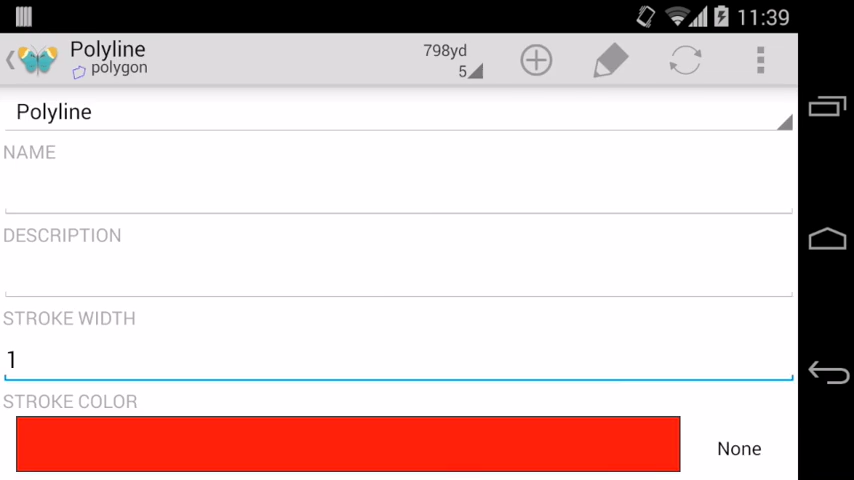 11:39
Polyline
polygon
798yd
5
Polyline
NAME
DESCRIPTION
STROKE WIDTH
1
STROKE COLOR
None